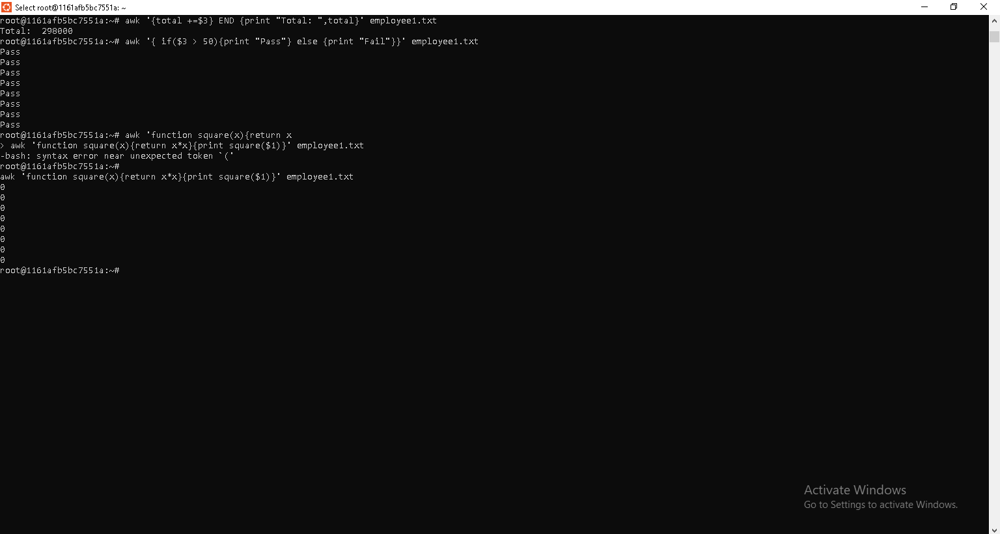 Select root@1161afb5bc7551a: ~
root@1161afb5bc7551a:~# awk '{total +=$3} END {print "Total: ",total}' employee1.txt
Total:  298000
root@1161afb5bc7551a:~# awk '{ if($3 > 50){print "Pass"} else {print "Fail"}}' employee1.txt
Pass
Pass
Pass
Pass
Pass
Pass
Pass
Pass
root@1161afb5bc7551a:~# awk 'function square(x){return x
> awk 'function square(x){return x*x}{print square($1)}' employee1.txt
-bash: syntax error near unexpected token `('
root@1161afb5bc7551a:~#
awk 'function square(x){return x*x}{print square($1)}' employee1.txt
0
0
0
0
0
0
0
0
root@1161afb5bc7551a:~#
Activate Windows
Go to Settings to activate Windows.